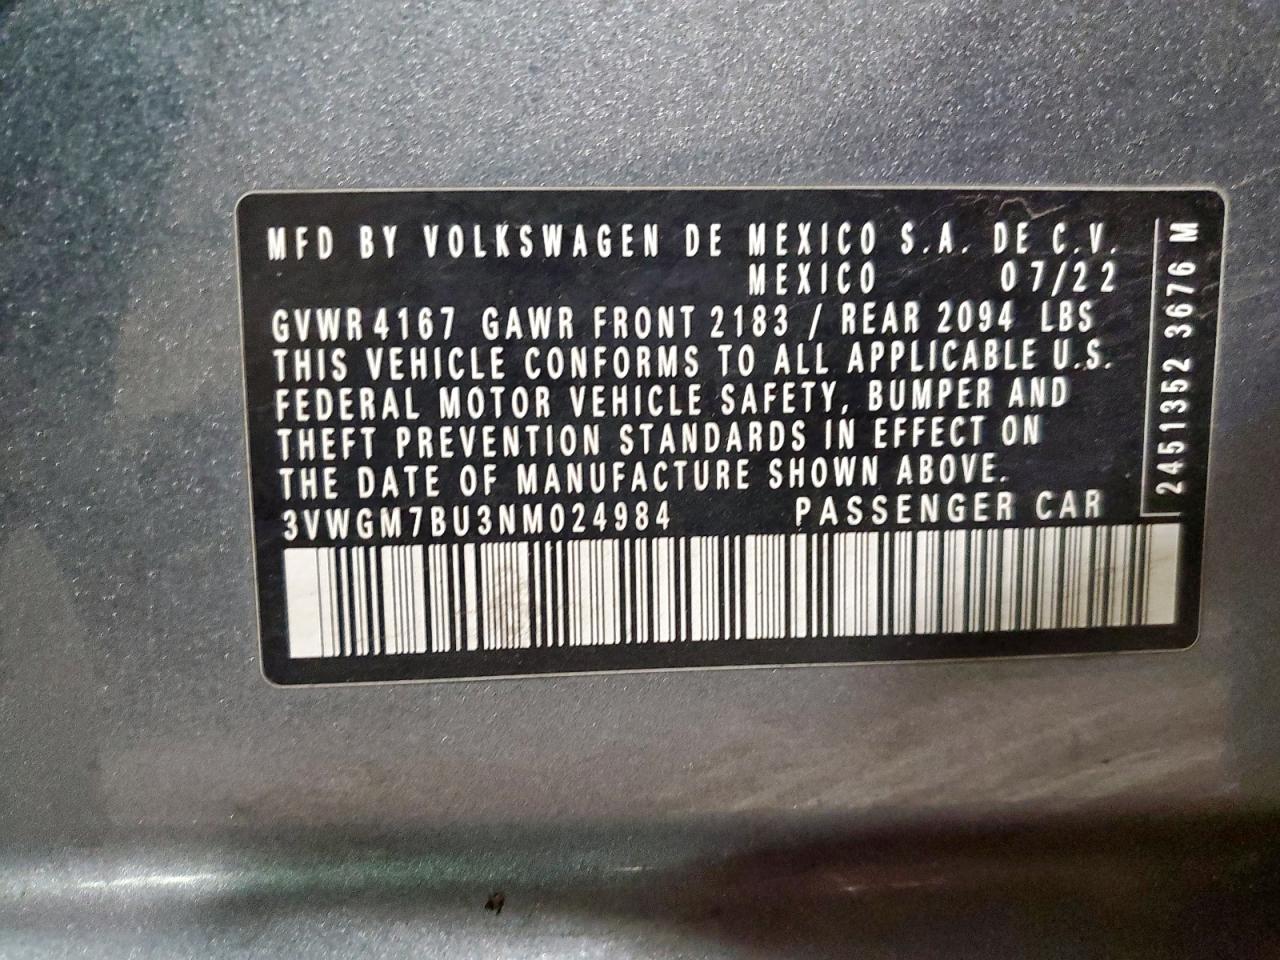 MFD BY VOLKSWAGEN DE MEXICO S.A. DE C.V.
MEXICO 07/22
GVWR 4167 GAWR FRONT 2183 / REAR 2094 LBS
THIS VEHICLE CONFORMS TO ALL APPLICABLE U.S.
FEDERAL MOTOR VEHICLE SAFETY, BUMPER AND
THEFT PREVENTION STANDARDS IN EFFECT ON
THE DATE OF MANUFACTURE SHOWN ABOVE.
3VWGM7BU3NM024984 PASSENGER CAR
2451352 3676 M